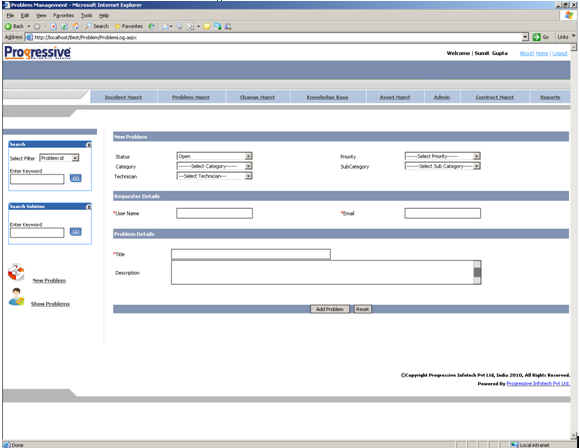 Problem Management - Microsoft Internet Explorer
File Edit View Favorites Tools Help
Back Search Favorites
Address http://localhost/Best/Problem/ProblemLog.aspx Go Links »
Progressive
Welcome | Sumit Gupta About| Home | Logout
Incident Mgmt Problem Mgmt Change Mgmt Knowledge Base Asset Mgmt Admin Contract Mgmt Reports
New Problem
Search
Status Open Priority ------Select Priority------
Select Filter Problem id
Category ------Select Category------ SubCategory ------Select Sub Category------
Enter Keyword
Technician ---Select Technician---
GO
Requester Details
Search Solution
*User Name *Email
Enter Keyword
GO
Problem Details
*Title
Description
New Problem
Show Problems
Add Problem Reset
©Copyright Progressive Infotech Pvt Ltd, India 2010, All Rights Reserved.
Powered By Progressive Infotech Pvt Ltd.
Done Local intranet